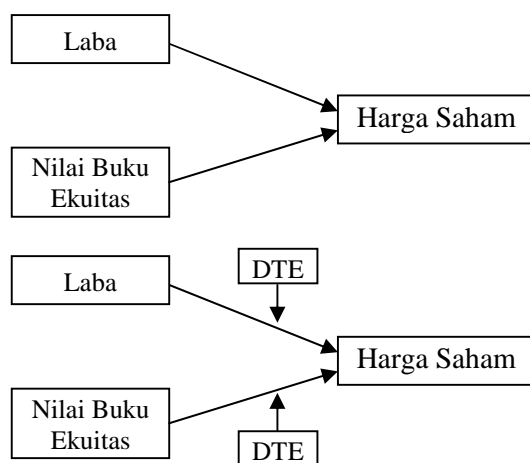 Laba
Harga Saham
Nilai Buku
Ekuitas
Laba
DTE
Harga Saham
Nilai Buku
Ekuitas
DTE